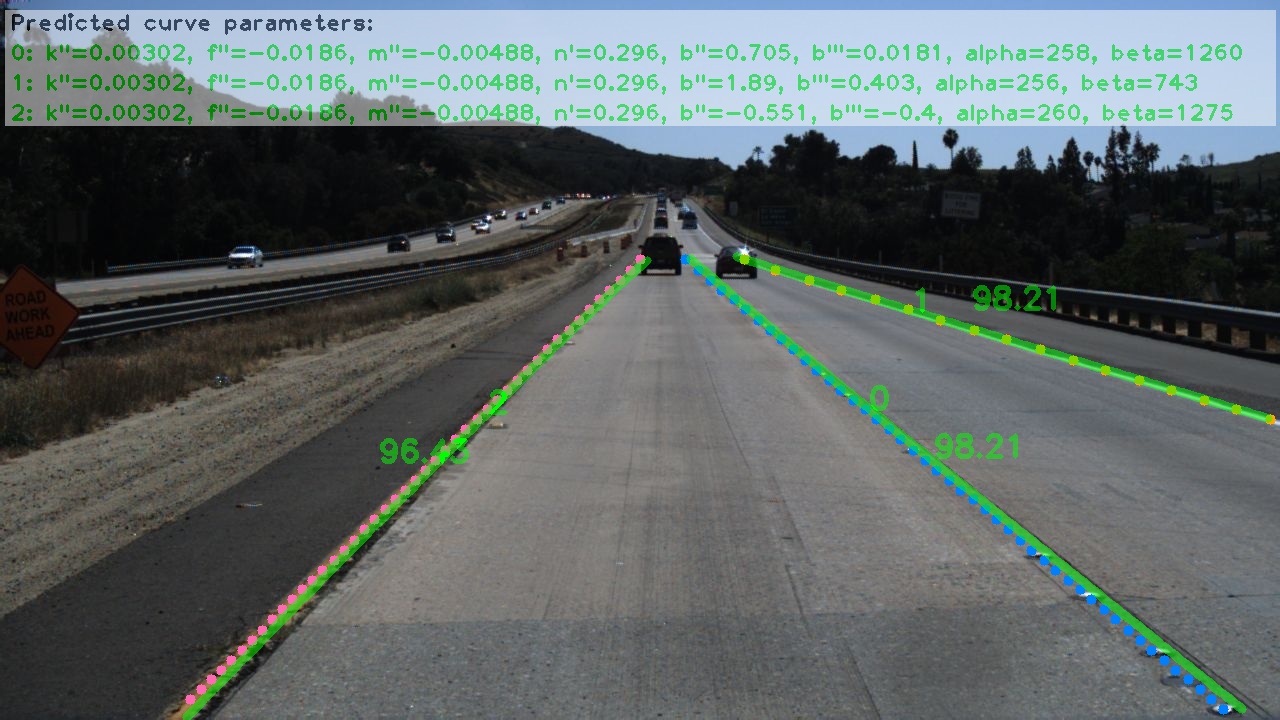 Predicted curve parameters:
0: k''=0.00302, f''=-0.0186, m''=-0.00488, n'=0.296, b''=0.705, b'''=0.0181, alpha=258, beta=1260
1: k''=0.00302, f''=-0.0186, m''=-0.00488, n'=0.296, b''=1.89, b'''=0.403, alpha=256, beta=743
2: k''=0.00302, f''=-0.0186, m''=-0.00488, n'=0.296, b''=-0.551, b'''=-0.4, alpha=260, beta=1275
ROAD
WORK
AHEAD
1 98.21
2
0
96.43
98.21